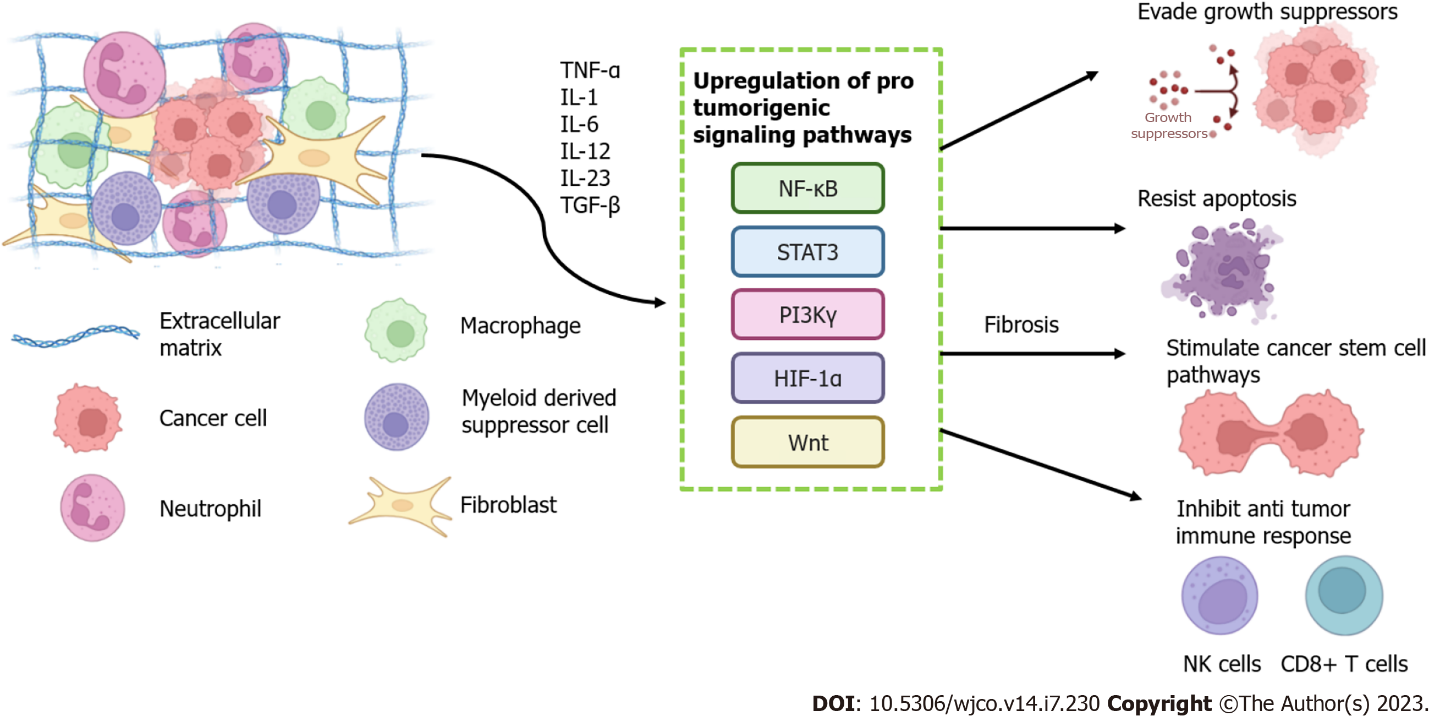 TNF-α
IL-1
IL-6
IL-12
IL-23
TGF-β
Extracellular
matrix
Cancer cell
Neutrophil
Macrophage
Myeloid derived
suppressor cell
Fibroblast
Upregulation of pro
tumorigenic
signaling pathways
NF-κB
STAT3
PI3Kγ
HIF-1α
Wnt
Evade growth suppressors
Growth
suppressors
Resist apoptosis
Fibrosis
Stimulate cancer stem cell
pathways
Inhibit anti tumor
immune response
NK cells
CD8+ T cells
DOI: 10.5306/wjco.v14.i7.230 Copyright ©The Author(s) 2023.